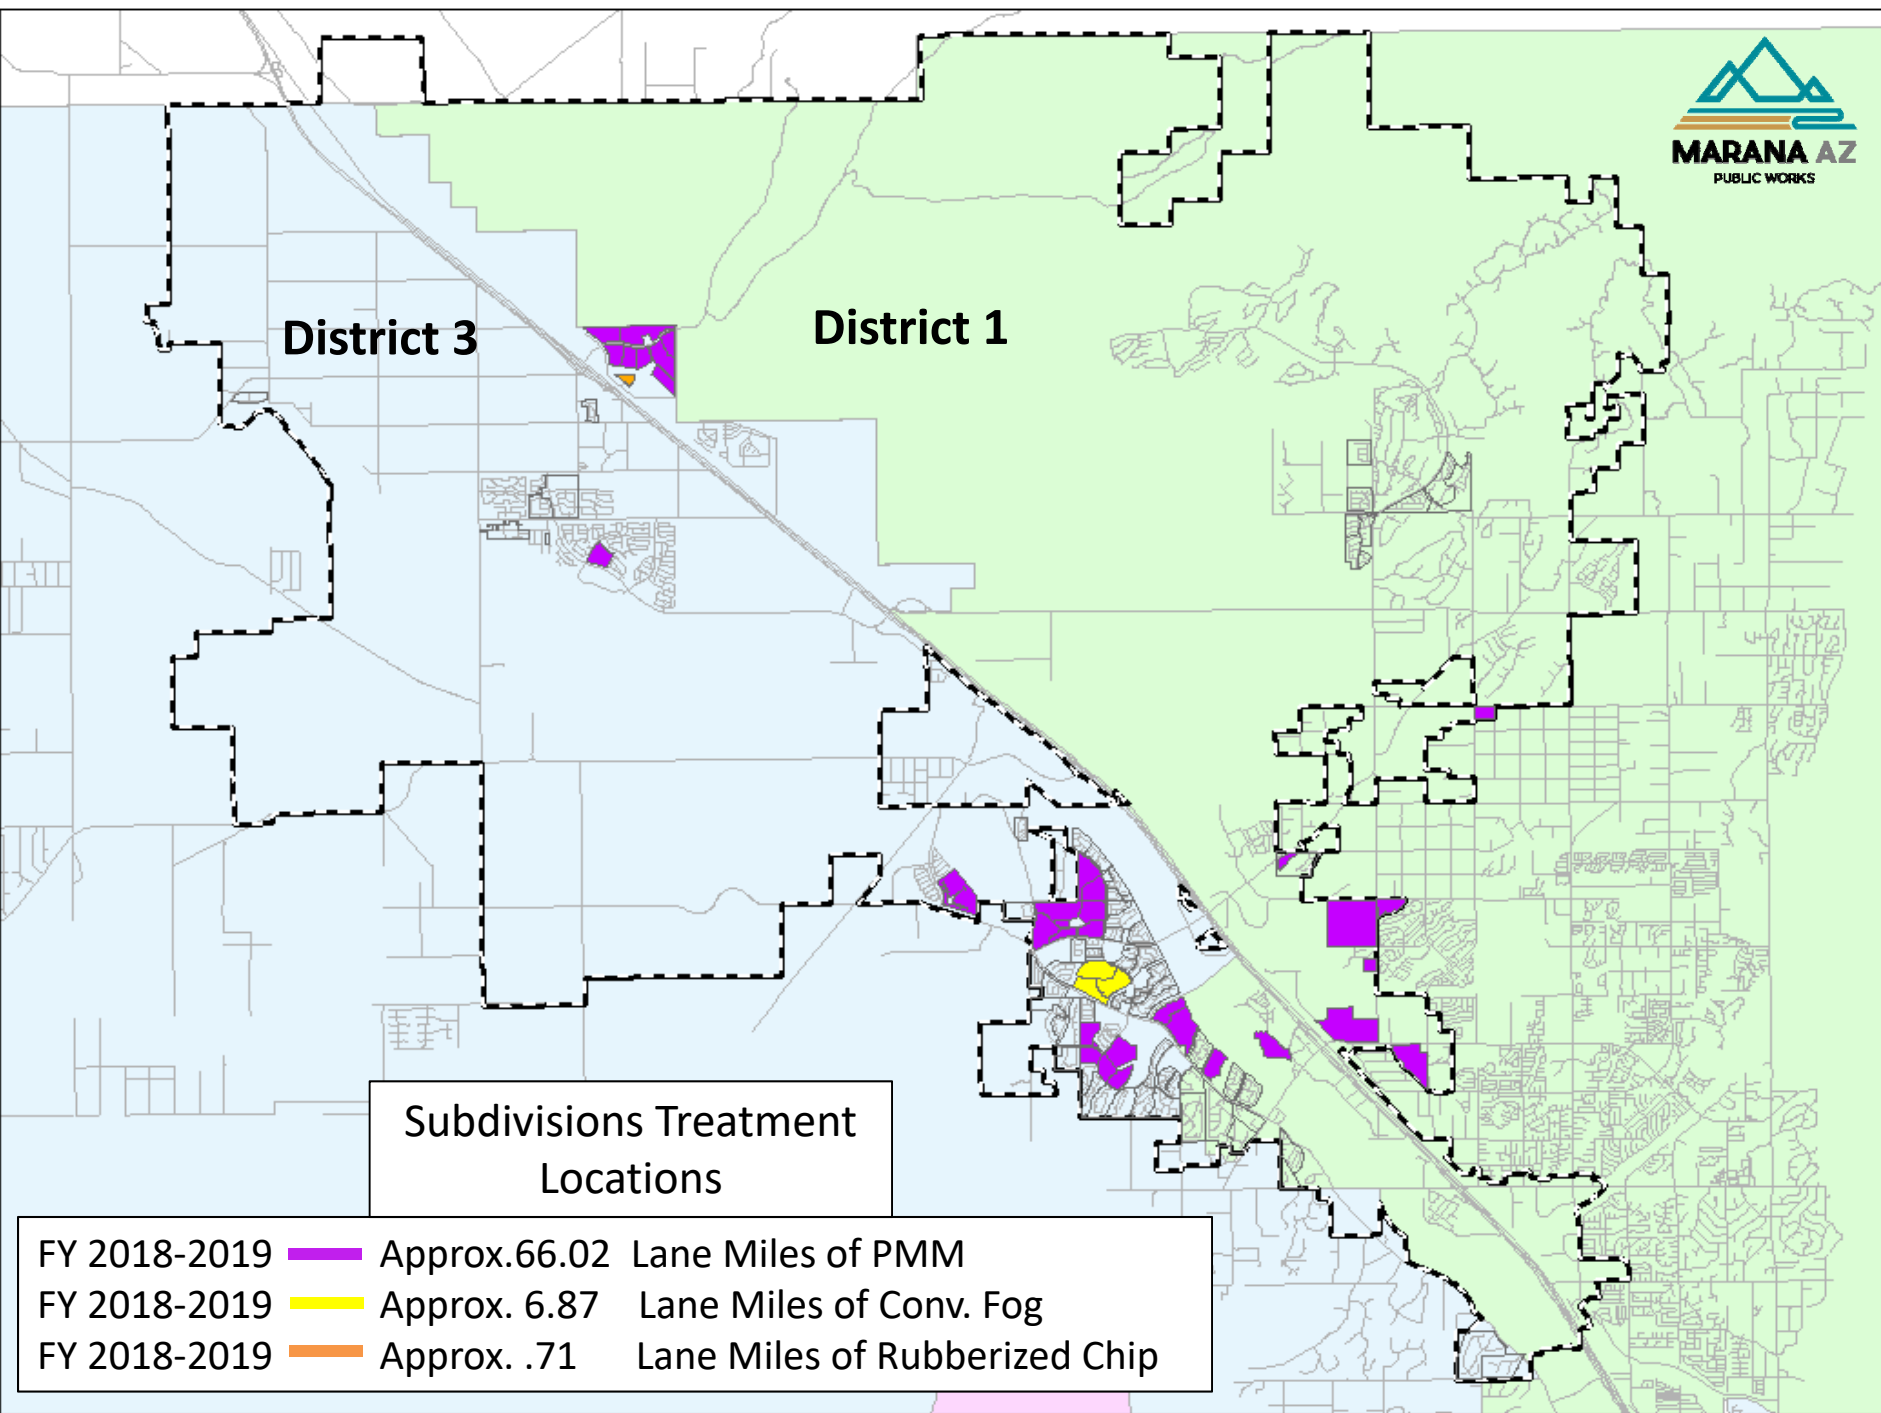 MARANA AZ
PUBLIC WORKS
District 3
District 1
Subdivisions Treatment
Locations
FY 2018-2019 Approx.66.02 Lane Miles of PMM
FY 2018-2019 Approx. 6.87 Lane Miles of Conv. Fog
FY 2018-2019 Approx. .71 Lane Miles of Rubberized Chip